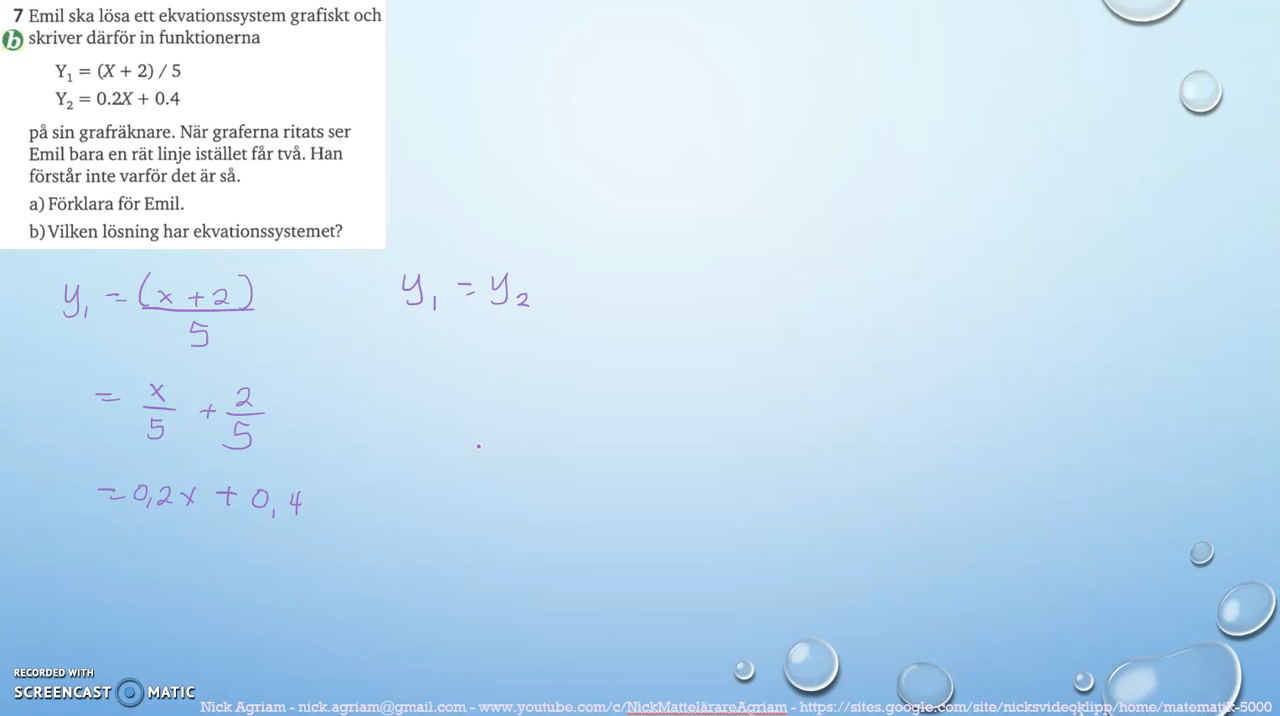 7 Emil ska lösa ett ekvationssystem grafiskt och
b skriver därför in funktionerna
Y₁ = (X + 2) / 5
Y₂ = 0.2X + 0.4
på sin grafräknare. När graferna ritats ser
Emil bara en rät linje istället får två. Han
förstår inte varför det är så.
a) Förklara för Emil.
b) Vilken lösning har ekvationssystemet?
y₁ = (x + 2)
5
y₁ = y₂
= x/5 + 2/5
= 0,2x + 0,4
RECORDED WITH
SCREENCAST MATIC
Nick Agriam - nick.agriam@gmail.com - www.youtube.com/c/NickMattelärareAgriam - https://sites.google.com/site/nicksvideoklipp/home/matematik-5000